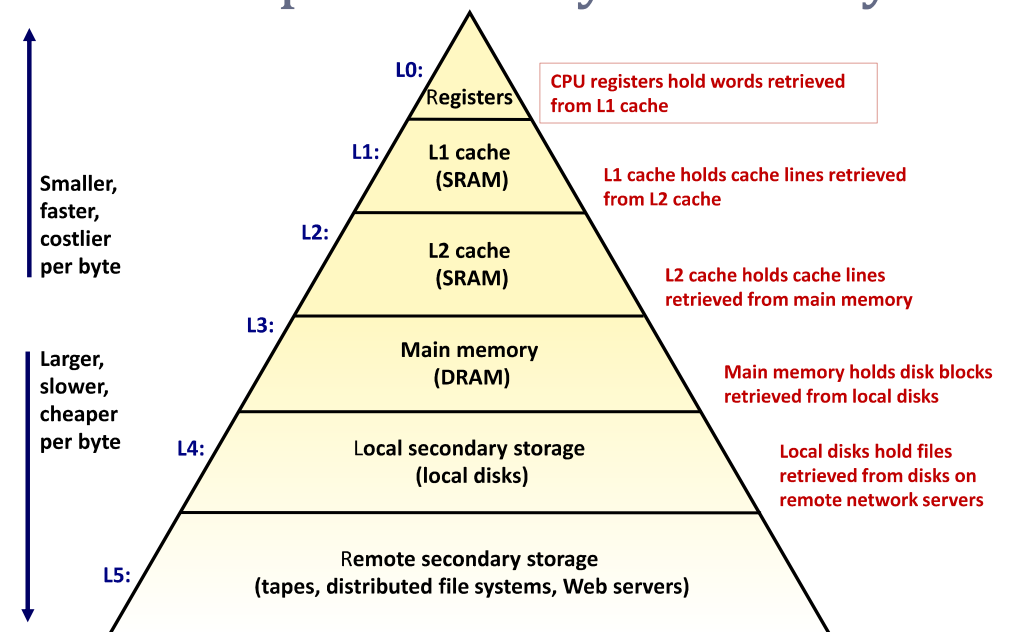 L0:
Registers
CPU registers hold words retrieved
from L1 cache
L1:
L1 cache
(SRAM)
L1 cache holds cache lines retrieved
from L2 cache
Smaller,
faster,
costlier
per byte
L2:
L2 cache
(SRAM)
L2 cache holds cache lines
retrieved from main memory
L3:
Main memory
(DRAM)
Larger,
slower,
cheaper
per byte
Main memory holds disk blocks
retrieved from local disks
L4:
Local secondary storage
(local disks)
Local disks hold files
retrieved from disks on
remote network servers
L5:
Remote secondary storage
(tapes, distributed file systems, Web servers)